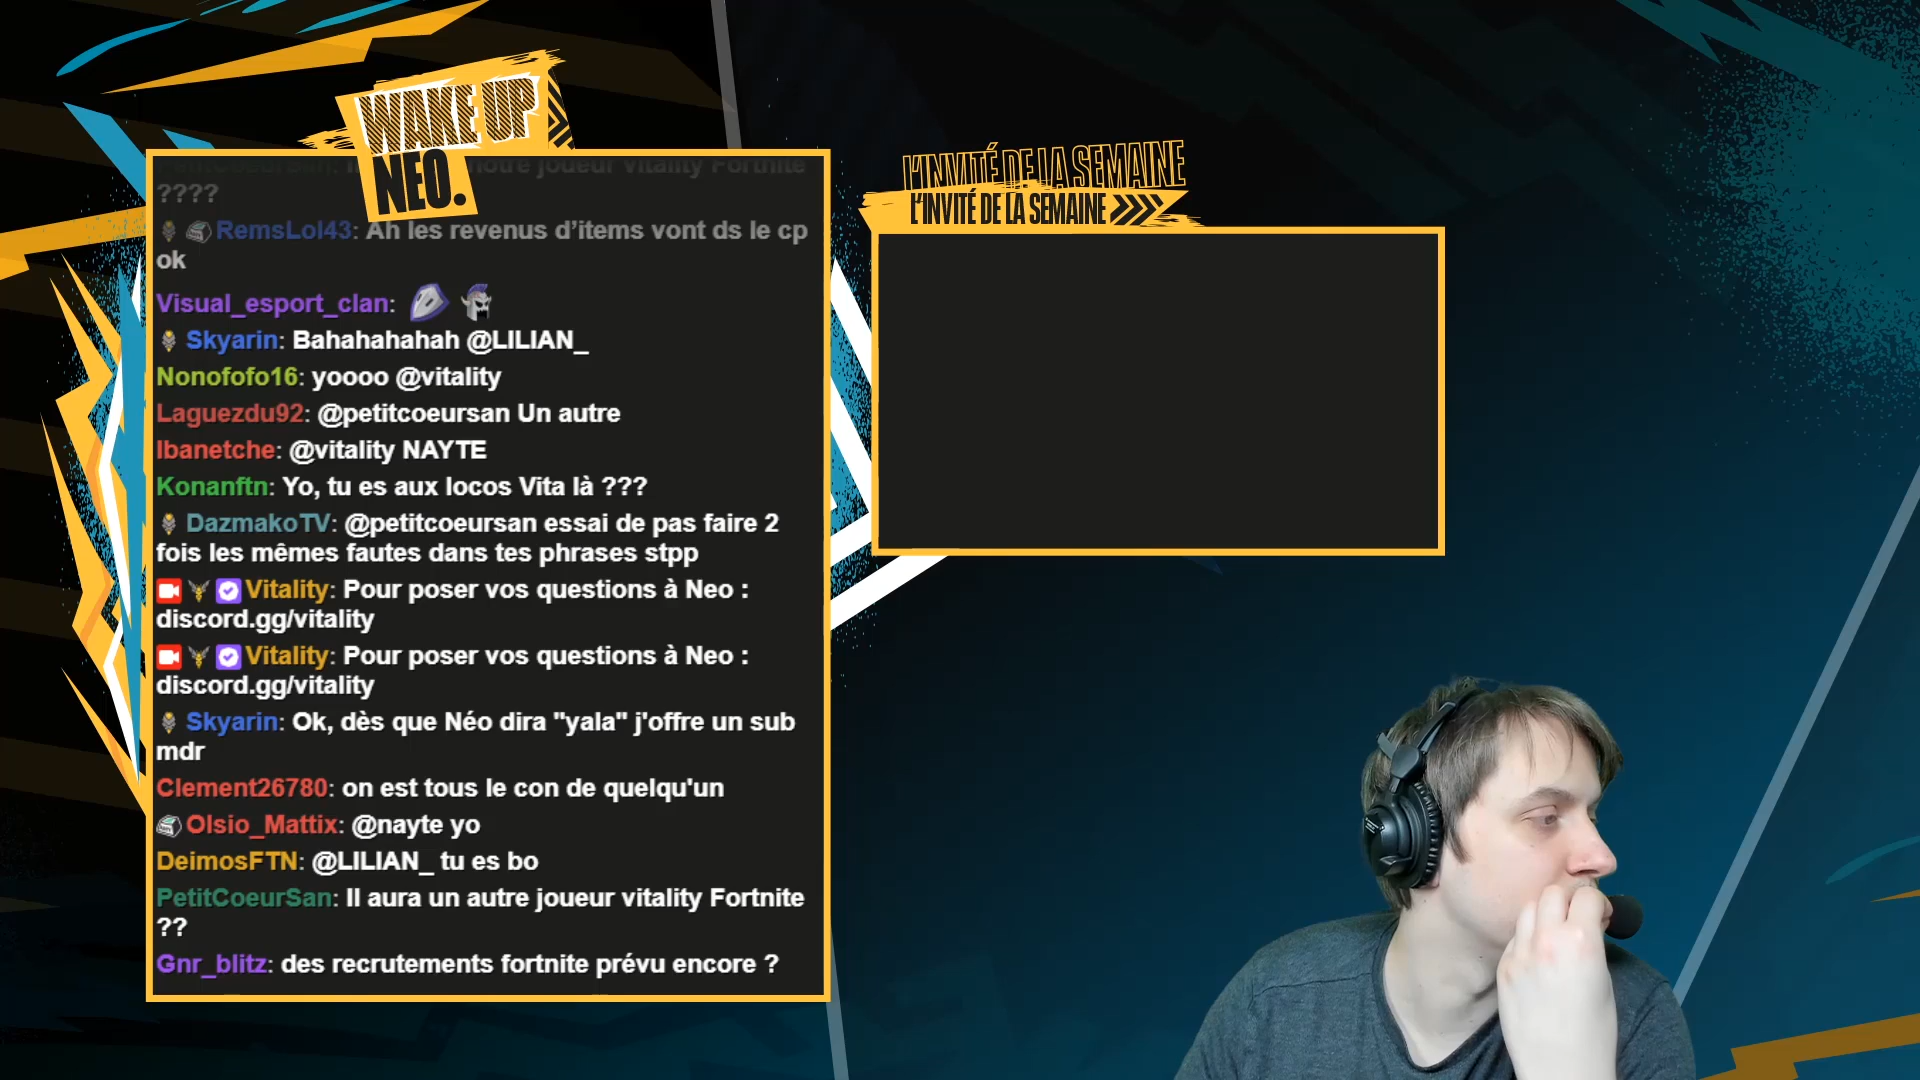 WAKE UP
NEO.
notre joueur Vitality Fortnite
????
RemsLol43: Ah les revenus d'items vont ds le cp
ok
Visual_esport_clan:
Skyarin: Bahahahahah @LILIAN_
Nonofofo16: yoooo @vitality
Laguezdu92: @petitcoeursan Un autre
Ibanetche: @vitality NAYTE
Konanftn: Yo, tu es aux locos Vita là ???
DazmakoTV: @petitcoeursan essai de pas faire 2
fois les mêmes fautes dans tes phrases stpp
Vitality: Pour poser vos questions à Neo :
discord.gg/vitality
Vitality: Pour poser vos questions à Neo :
discord.gg/vitality
Skyarin: Ok, dès que Néo dira "yala" j'offre un sub
mdr
Clement26780: on est tous le con de quelqu'un
Olsio_Mattix: @nayte yo
DeimosFTN: @LILIAN_ tu es bo
PetitCoeurSan: Il aura un autre joueur vitality Fortnite
??
Gnr_blitz: des recrutements fortnite prévu encore ?
L'INVITÉ DE LA SEMAINE
L'INVITÉ DE LA SEMAINE